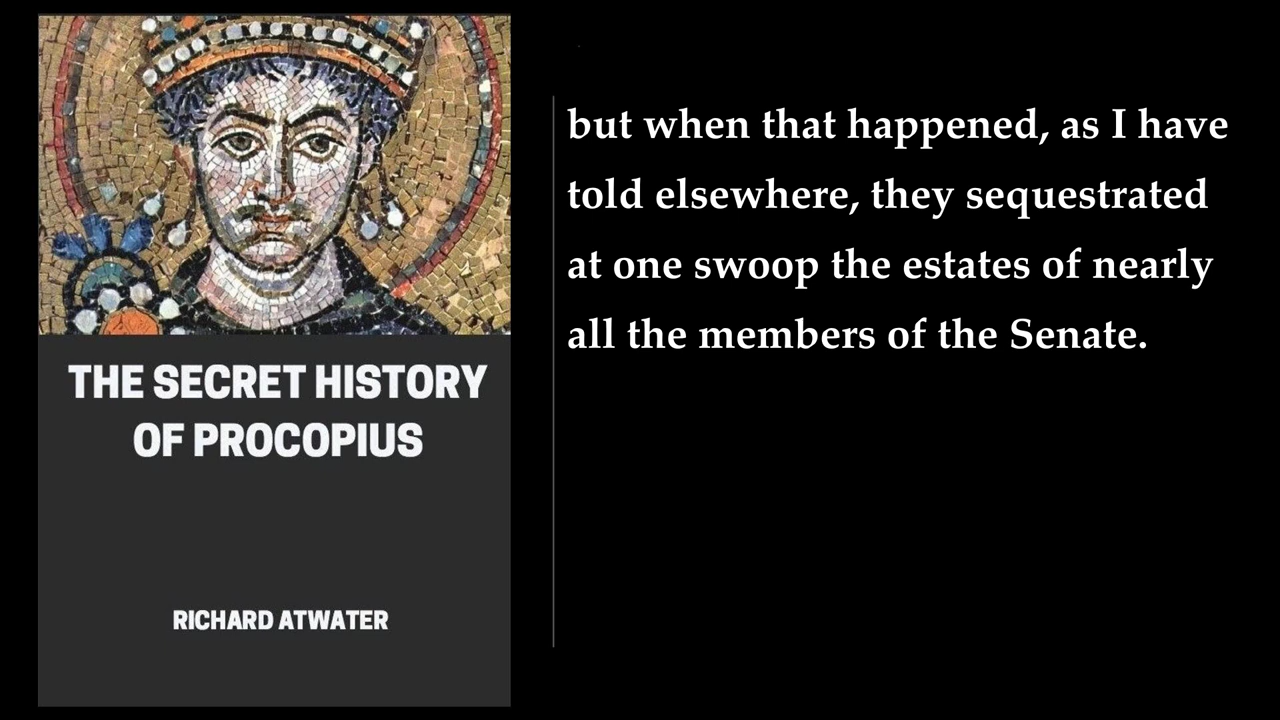 THE SECRET HISTORY
OF PROCOPIUS
RICHARD ATWATER
but when that happened, as I have
told elsewhere, they sequestrated
at one swoop the estates of nearly
all the members of the Senate.